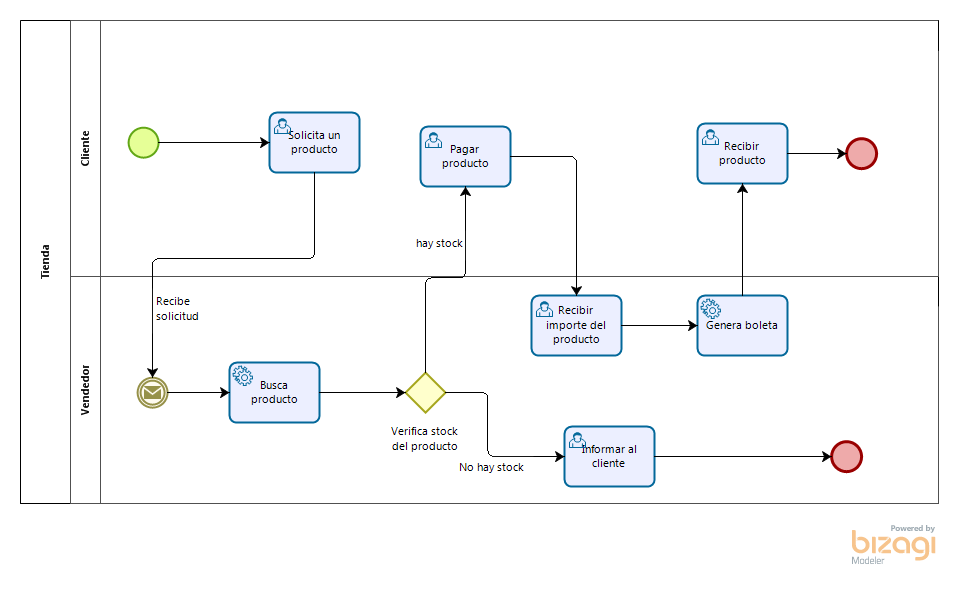 Tienda
Cliente
Solicita un
producto
Pagar
producto
Recibir
producto
hay stock
Recibe
solicitud
Vendedor
Recibir
importe del
producto
Genera boleta
Busca
producto
Verifica stock
del producto
No hay stock
Informar al
cliente
Powered by
bizagi
Modeler